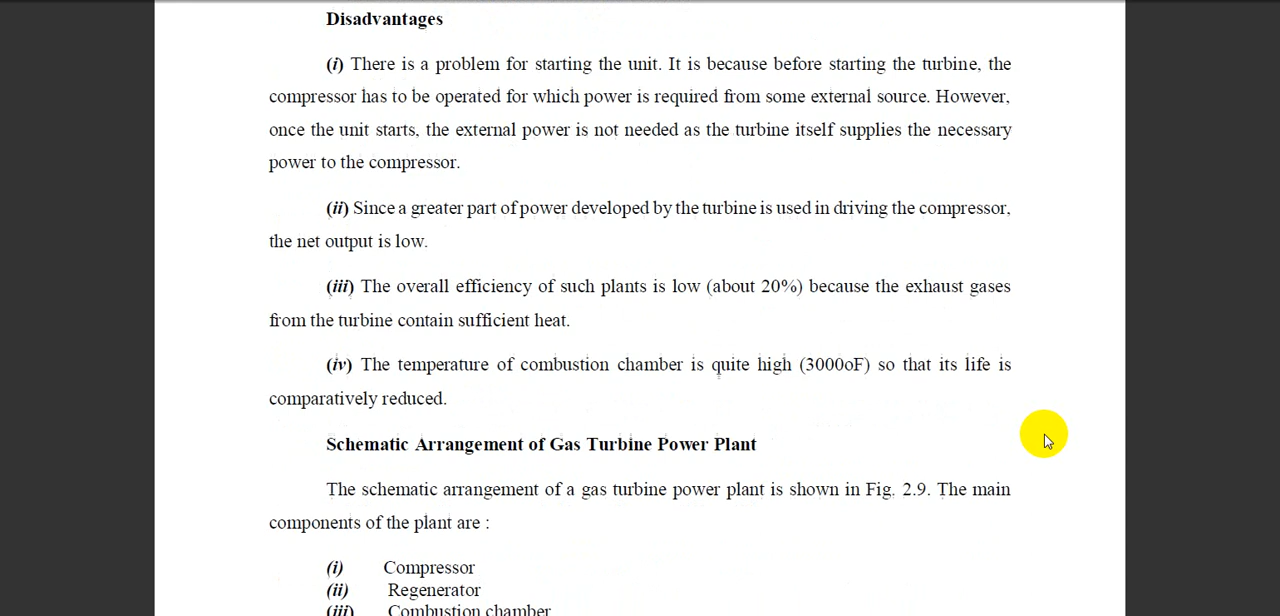 Disadvantages
(i) There is a problem for starting the unit. It is because before starting the turbine, the
compressor has to be operated for which power is required from some external source. However,
once the unit starts, the external power is not needed as the turbine itself supplies the necessary
power to the compressor.
(ii) Since a greater part of power developed by the turbine is used in driving the compressor,
the net output is low.
(iii) The overall efficiency of such plants is low (about 20%) because the exhaust gases
from the turbine contain sufficient heat.
(iv) The temperature of combustion chamber is quite high (3000oF) so that its life is
comparatively reduced.
Schematic Arrangement of Gas Turbine Power Plant
The schematic arrangement of a gas turbine power plant is shown in Fig. 2.9. The main
components of the plant are :
(i) Compressor
(ii) Regenerator
(iii) Combustion chamber